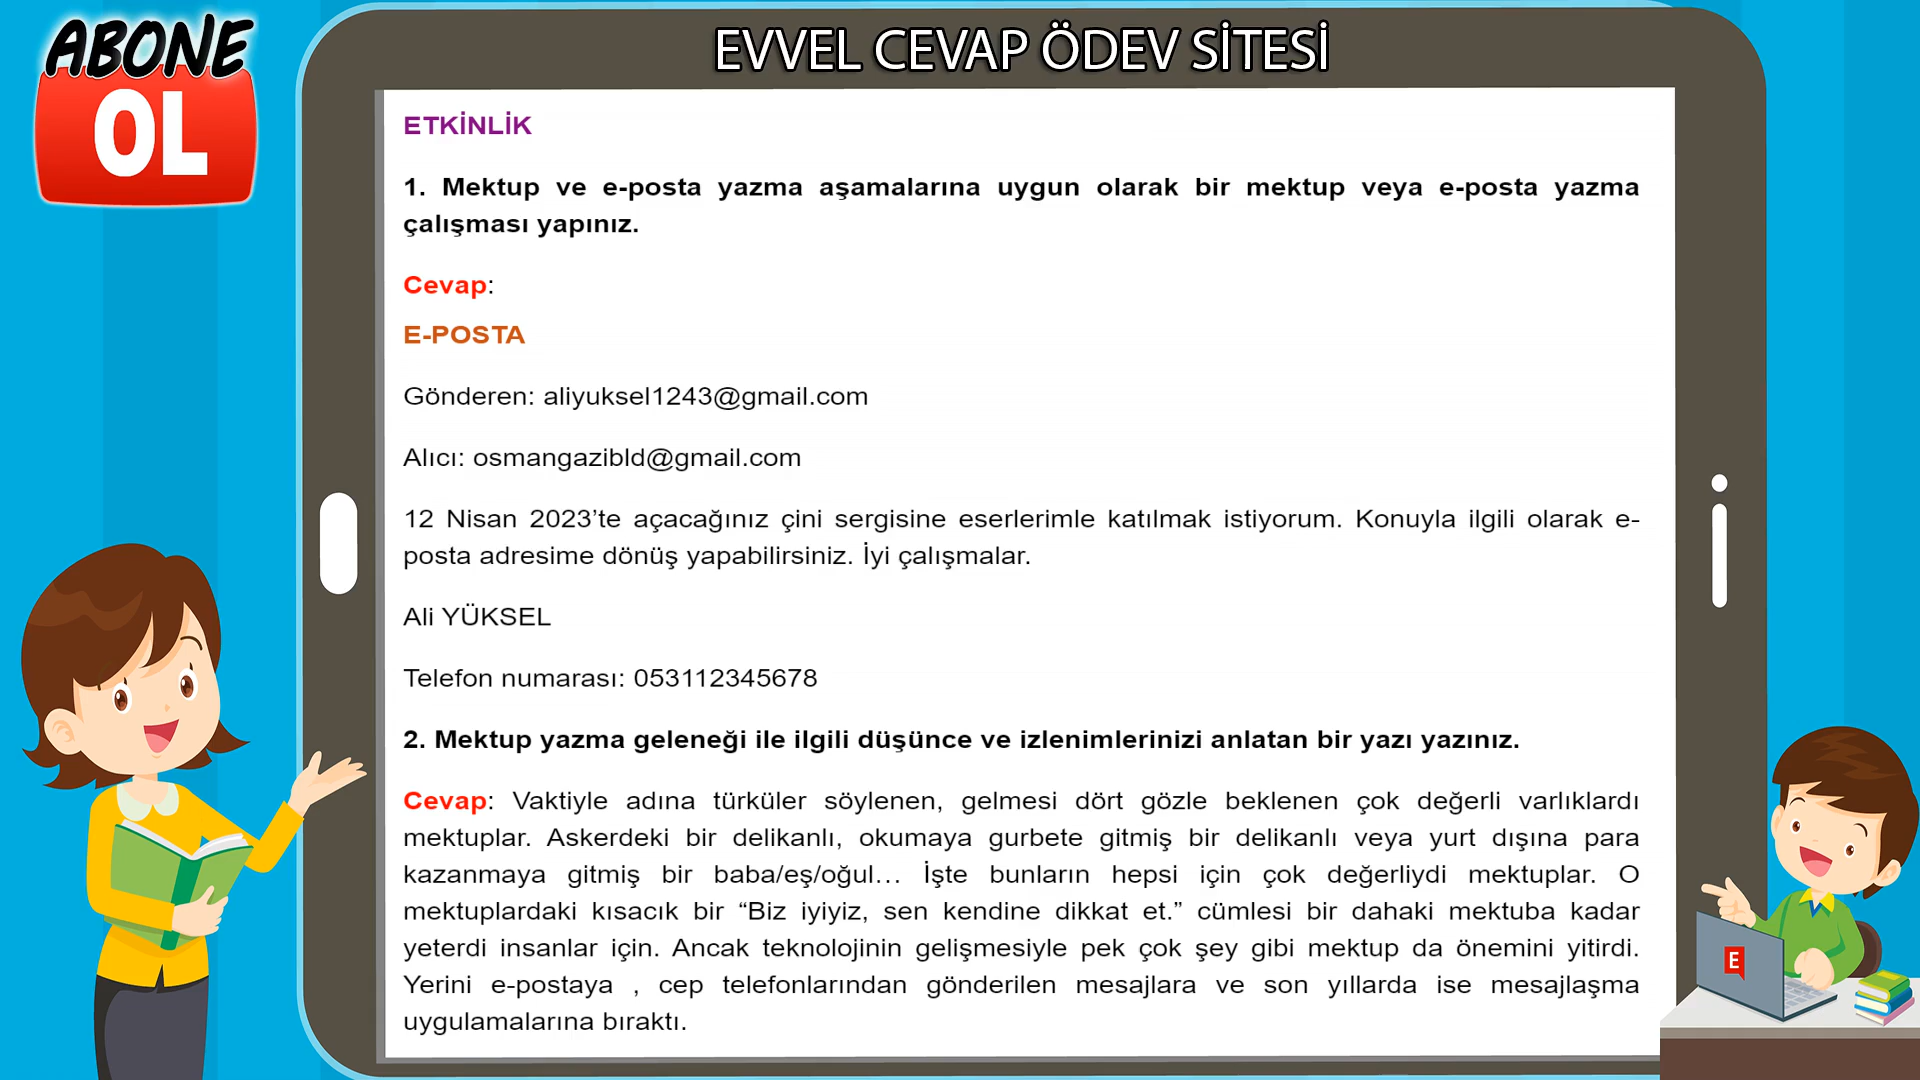 ABONE
OL
EVVEL CEVAP ÖDEV SİTESİ
ETKİNLİK
1. Mektup ve e-posta yazma aşamalarına uygun olarak bir mektup veya e-posta yazma
çalışması yapınız.
Cevap:
E-POSTA
Gönderen: aliyuksel1243@gmail.com
Alıcı: osmangazibld@gmail.com
12 Nisan 2023’te açacağınız çini sergisine eserlerimle katılmak istiyorum. Konuyla ilgili olarak e-
posta adresime dönüş yapabilirsiniz. İyi çalışmalar.
Ali YÜKSEL
Telefon numarası: 053112345678
2. Mektup yazma geleneği ile ilgili düşünce ve izlenimlerinizi anlatan bir yazı yazınız.
Cevap: Vaktiyle adına türküler söylenen, gelmesi dört gözle beklenen çok değerli varlıklardı
mektuplar. Askerdeki bir delikanlı, okumaya gurbete gitmiş bir delikanlı veya yurt dışına para
kazanmaya gitmiş bir baba/eş/oğul… İşte bunların hepsi için çok değerliydi mektuplar. O
mektuplardaki kısacık bir “Biz iyiyiz, sen kendine dikkat et.” cümlesi bir dahaki mektuba kadar
yeterdi insanlar için. Ancak teknolojinin gelişmesiyle pek çok şey gibi mektup da önemini yitirdi.
Yerini e-postaya , cep telefonlarından gönderilen mesajlara ve son yıllarda ise mesajlaşma
uygulamalarına bıraktı.
E